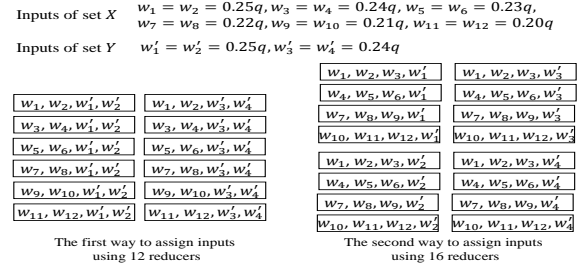 Inputs of set X w₁ = w₂ = 0.25q, w₃ = w₄ = 0.24q, w₅ = w₆ = 0.23q,
w₇ = w₈ = 0.22q, w₉ = w₁₀ = 0.21q, w₁₁ = w₁₂ = 0.20q
Inputs of set Y w′₁ = w′₂ = 0.25q, w′₃ = w′₄ = 0.24q
w₁, w₂, w′₁, w′₂ w₁, w₂, w′₃, w′₄
w₃, w₄, w′₁, w′₂ w₃, w₄, w′₃, w′₄
w₅, w₆, w′₁, w′₂ w₅, w₆, w′₃, w′₄
w₇, w₈, w′₁, w′₂ w₇, w₈, w′₃, w′₄
w₉, w₁₀, w′₁, w′₂ w₉, w₁₀, w′₃, w′₄
w₁₁, w₁₂, w′₁, w′₂ w₁₁, w₁₂, w′₃, w′₄
The first way to assign inputs
using 12 reducers
w₁, w₂, w₃, w′₁ w₁, w₂, w₃, w′₃
w₄, w₅, w₆, w′₁ w₄, w₅, w₆, w′₃
w₇, w₈, w₉, w′₁ w₇, w₈, w₉, w′₃
w₁₀, w₁₁, w₁₂, w′₁ w₁₀, w₁₁, w₁₂, w′₃
w₁, w₂, w₃, w′₂ w₁, w₂, w₃, w′₄
w₄, w₅, w₆, w′₂ w₄, w₅, w₆, w′₄
w₇, w₈, w₉, w′₂ w₇, w₈, w₉, w′₄
w₁₀, w₁₁, w₁₂, w′₂ w₁₀, w₁₁, w₁₂, w′₄
The second way to assign inputs
using 16 reducers